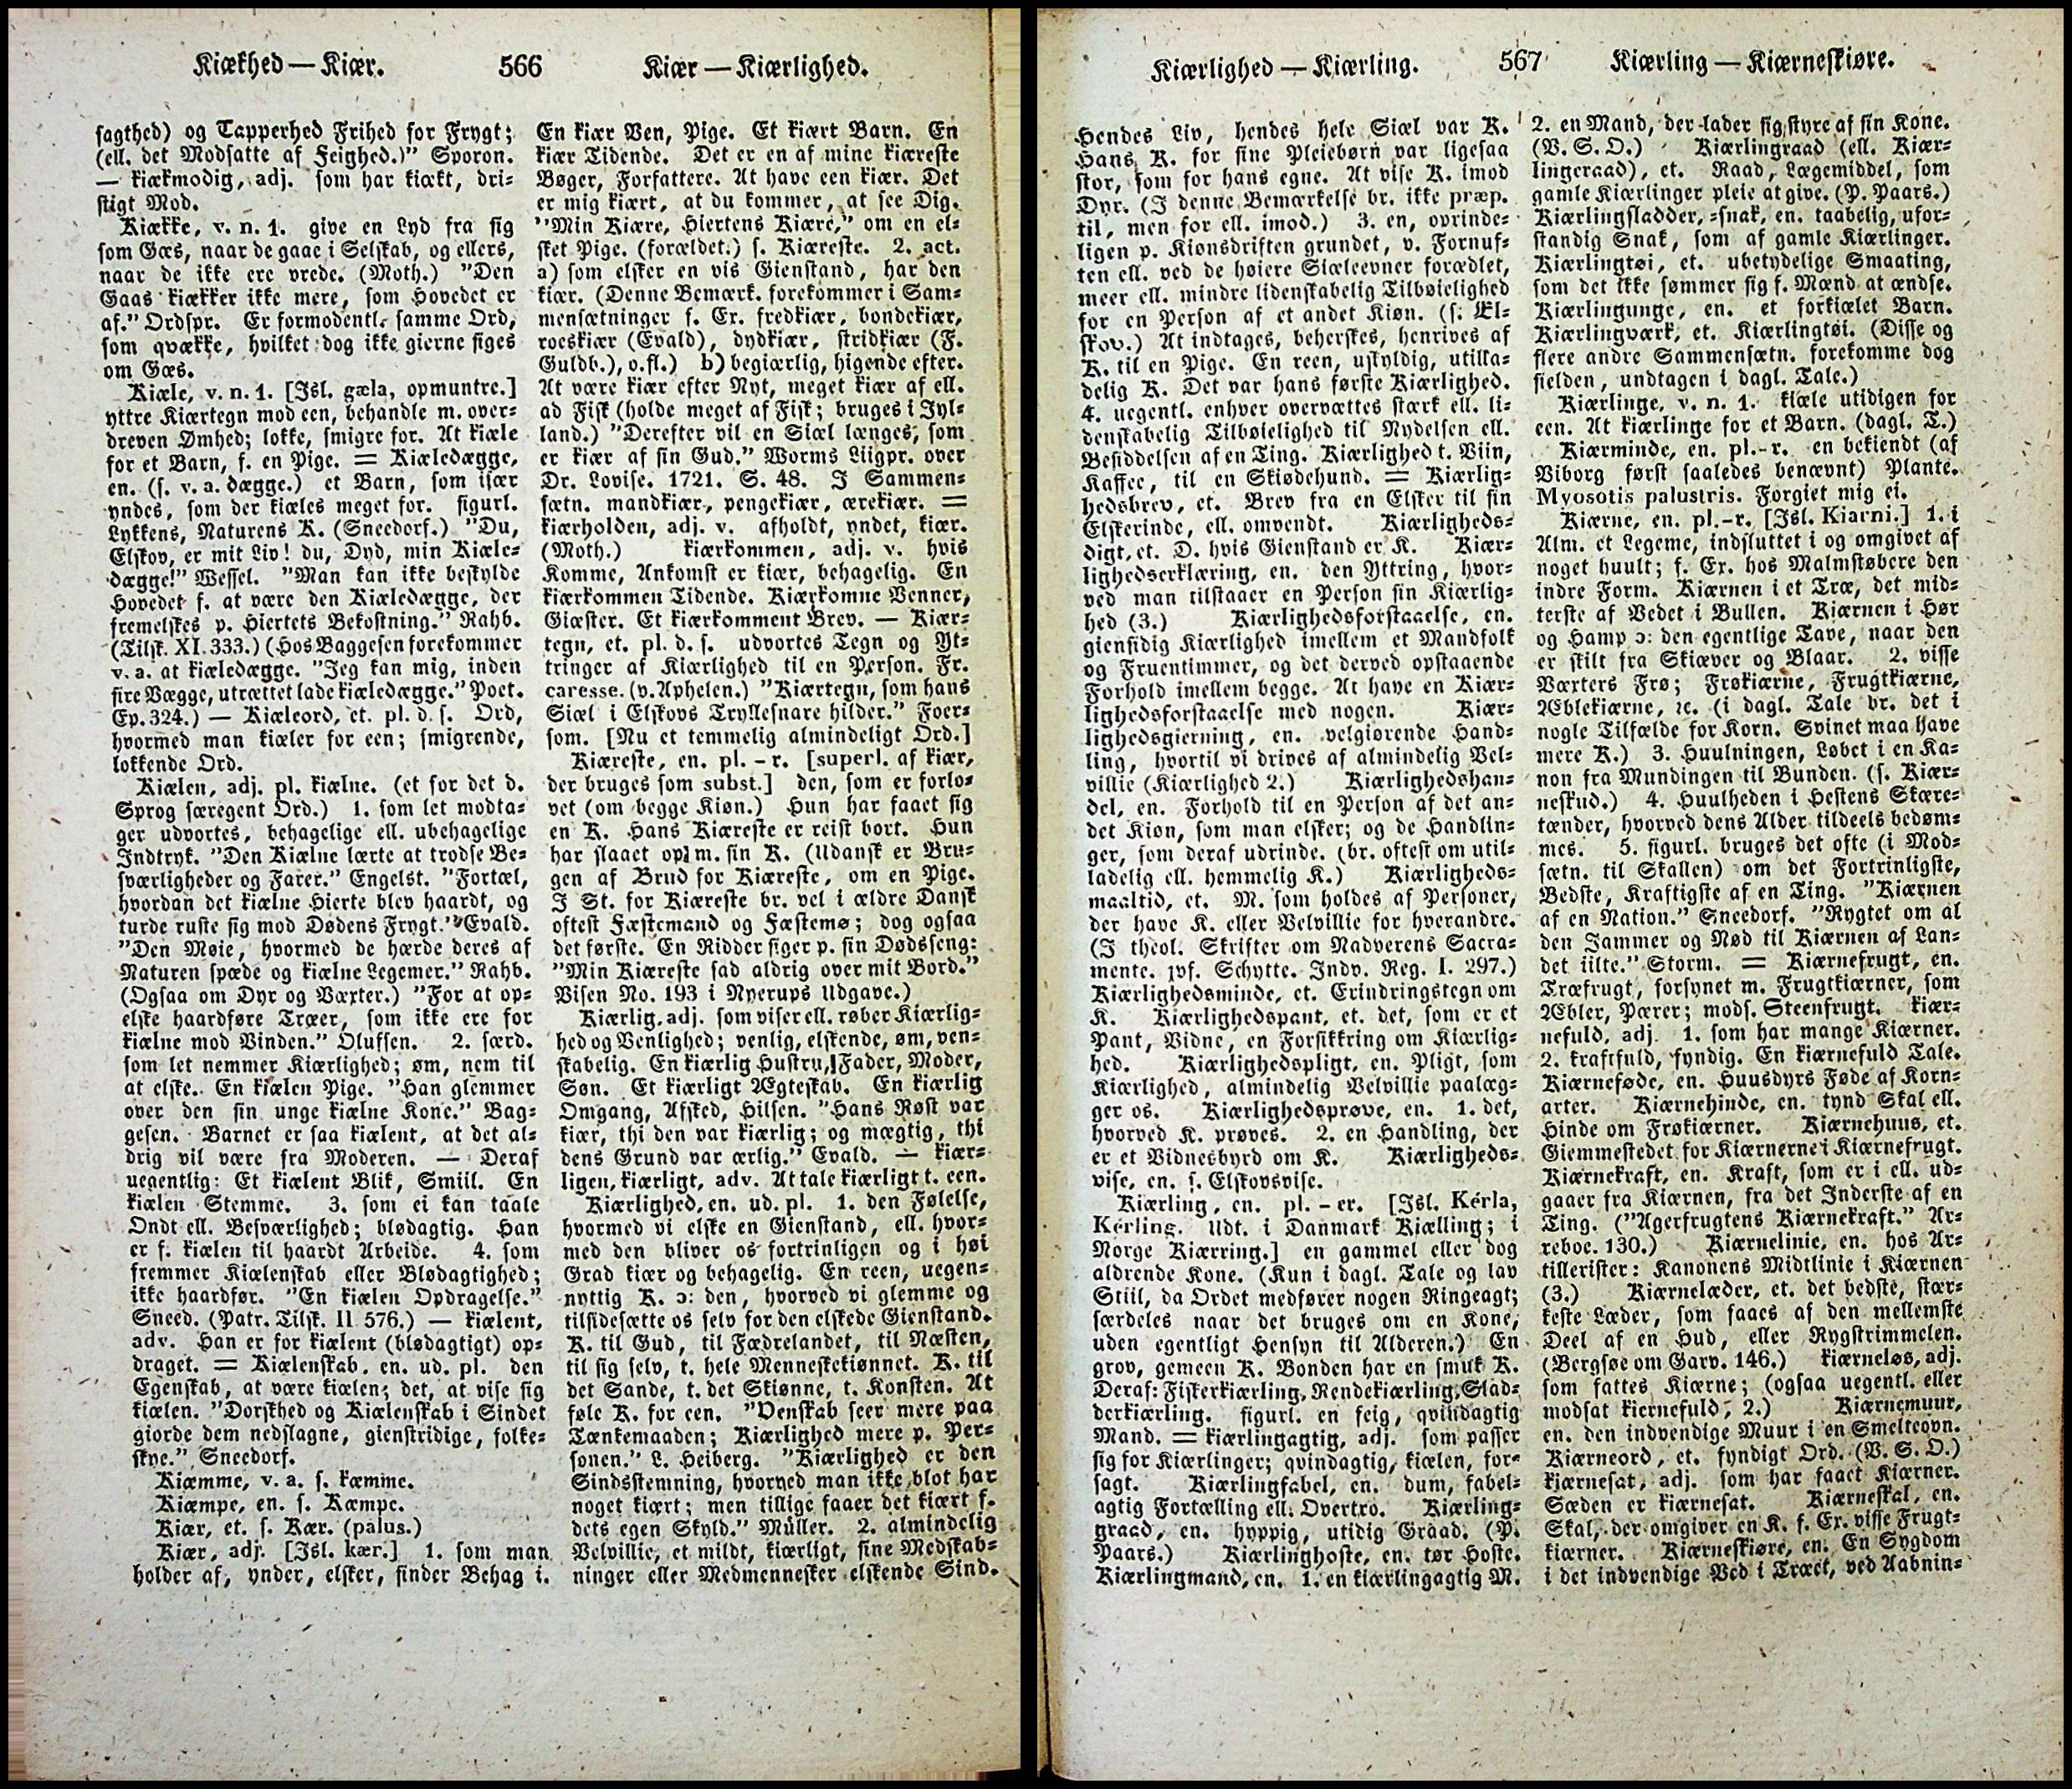 Kiækhed — Kiær. 566 Kiær — Kiærlighed.
sagthed) og Tapperhed Frihed for Frygt;
(ell. det Modsatte af Feighed.)” Sporon.
— kiækmodig, adj. som har kiækt, dri-
stigt Mod.
Kiække, v. n. 1. give en Lyd fra sig
som Gæs, naar de gaae i Selskab, og ellers,
naar de ikke ere vrede. (Moth.) ”Den
Gaas kiækker ikke mere, som Hovedet er
af.” Ordspr. Er formodentl. samme Ord,
som qvække, hvilket dog ikke gierne siges
om Gæs.
Kiæle, v. n. 1. [Isl. gæla, opmuntre.]
yttre Kiærtegn mod een, behandle m. over-
dreven Ømhed; lokke, smigre for. At kiæle
for et Barn, f. en Pige. = Kiæledægge,
en. (s. v. a. dægge.) et Barn, som især
yndes, som der kiæles meget for. figurl.
Lykkens, Naturens K. (Sneedorf.) ”Du,
Elskov, er mit Liv! du, Dyd, min Kiæle-
dægge!” Wessel. ”Man kan ikke beskylde
Hovedet f. at være den Kiæledægge, der
fremelskes p. Hiertets Bekostning.” Rahb.
(Tilsk. XI. 333.) (Hos Baggesen forekommer
v. a. at kiæledægge. ”Jeg kan mig, inden
fire Vægge, utrættet lade kiæledægge.” Poet.
Ep. 324.) — Kiæleord, et. pl. d. s. Ord,
hvormed man kiæler for een; smigrende,
lokkende Ord.
Kiælen, adj. pl. kiælne. (et for det d.
Sprog særegent Ord.) 1. som let modta-
ger udvortes, behagelige ell. ubehagelige
Indtryk. ”Den Kiælne lærte at trodse Be-
sværligheder og Farer.” Engelst. ”Fortæl,
hvordan det kiælne Hierte blev haardt, og
turde ruste sig mod Dødens Frygt.” Evald.
”Den Møie, hvormed de hærde deres af
Naturen spæde og kiælne Legemer.” Rahb.
(Ogsaa om Dyr og Væxter.) ”For at op-
elske haardføre Træer, som ikke ere for
kiælne mod Vinden.” Olufsen. 2. særd.
som let nemmer Kiærlighed; øm, nem til
at elske. En kiælen Pige. ”Han glemmer
over den sin unge kiælne Kone.” Bag-
gesen. Barnet er saa kiælent, at det al-
drig vil være fra Moderen. — Deraf
uegentlig: Et kiælent Blik, Smiil. En
kiælen Stemme. 3. som ei kan taale
Ondt ell. Besværlighed; blødagtig. Han
er f. kiælen til haardt Arbeide. 4. som
fremmer Kiælenskab eller Blødagtighed;
ikke haardfør. ”En kiælen Opdragelse.”
Sneed. (Patr. Tilsk. II 576.) — kiælent,
adv. Han er for kiælent (blødagtigt) op-
draget. = Kiælenskab, en. ud. pl. den
Egenskab, at være kiælen; det, at vise sig
kiælen. ”Dorskhed og Kiælenskab i Sindet
giorde dem nedslagne, gienstridige, folke-
skye.” Sneedorf.
Kiæmme, v. a. s. kæmme.
Kiæmpe, en. s. Kæmpe.
Kiær, et. s. Kær. (palus.)
Kiær, adj. [Isl. kær.] 1. som man
holder af, ynder, elsker, finder Behag i.
En kiær Ven, Pige. Et kiært Barn. En
kiær Tidende. Det er en af mine kiæreste
Bøger, Forfattere. At have een kiær. Det
er mig kiært, at du kommer, at see Dig.
”Min Kiære, Hiertens Kiære,” om en el-
sket Pige. (forældet.) s. Kiæreste. 2. act.
a) som elsker en vis Gienstand, har den
kiær. (Denne Bemærk. forekommer i Sam-
mensætninger f. Ex. fredkiær, bondekiær,
roeskiær (Evald), dydkiær, stridkiær (F.
Guldb.), o.fl.) b) begiærlig, higende efter.
At være kiær efter Nyt, meget kiær af ell.
ad Fisk (holde meget af Fisk; bruges i Jyl-
land.) ”Derefter vil en Siæl længes, som
er kiær af sin Gud.” Worms Liigpr. over
Dr. Lovise. 1721. S. 48. I Sammen-
sætn. mandkiær, pengekiær, ærekiær. =
kiærholden, adj. v. afholdt, yndet, kiær.
(Moth.) kiærkommen, adj. v. hvis
Komme, Ankomst er kiær, behagelig. En
kiærkommen Tidende. Kiærkomne Venner,
Giæster. Et kiærkomment Brev. — Kiær-
tegn, et. pl. d. s. udvortes Tegn og Yt-
tringer af Kiærlighed til en Person. Fr.
caresse. (v. Aphelen.) ”Kiærtegn, som hans
Siæl i Elskovs Tryllesnare hilder.” Foer-
som. [Nu et temmelig almindeligt Ord.]
Kiæreste, en. pl. -r. [superl. af kiær,
der bruges som subst.] den, som er forlo-
vet (om begge Kiøn.) Hun har faaet sig
en K. Hans Kiæreste er reist bort. Hun
har slaaet op m. sin K. (Udansk er Bru-
gen af Brud for Kiæreste, om en Pige.
I St. for Kiæreste br. vel i ældre Dansk
oftest Fæstemand og Fæstemø; dog ogsaa
det første. En Ridder siger p. sin Dødsseng:
”Min Kiæreste sad aldrig over mit Bord.”
Visen No. 193 i Nyerups Udgave.)
Kiærlig, adj. som viser ell. røber Kiærlig-
hed og Venlighed; venlig, elskende, øm, ven-
skabelig. En kiærlig Hustru, Fader, Moder,
Søn. Et kiærligt Ægteskab. En kiærlig
Omgang, Afsked, Hilsen. ”Hans Røst var
kiær, thi den var kiærlig; og mægtig, thi
dens Grund var ærlig.” Evald. — kiær-
ligen, kiærligt, adv. At tale kiærligt t. een.
Kiærlighed, en. ud. pl. 1. den Følelse,
hvormed vi elske en Gienstand, ell. hvor-
med den bliver os fortrinligen og i høi
Grad kiær og behagelig. En reen, uegen-
nyttig K. ɔ: den, hvorved vi glemme og
tilsidesætte os selv for den elskede Gienstand.
K. til Gud, til Fædrelandet, til Næsten,
til sig selv, t. hele Menneskekiønnet. K. til
det Sande, t. det Skiønne, t. Konsten. At
føle K. for een. ”Venskab seer mere paa
Tænkemaaden; Kiærlighed mere p. Per-
sonen.” L. Heiberg. ”Kiærlighed er den
Sindsstemning, hvorved man ikke blot har
noget kiært; men tillige faaer det kiært f.
dets egen Skyld.” Müller. 2. almindelig
Velvillie, et mildt, kiærligt, sine Medskab-
ninger eller Medmennesker elskende Sind.
Kiærlighed — Kiærling. 567 Kiærling — Kiærneskiøre.
Hendes Liv, hendes hele Siæl var K.
Hans K. for sine Pleiebørn var ligesaa
stor, som for hans egne. At vise K. imod
Dyr. (I denne Bemærkelse br. ikke præp.
til, men for ell. imod.) 3. en, oprinde-
ligen p. Kionsdriften grundet, v. Fornuf-
ten ell. ved de høiere Siæleevner forædlet,
meer ell. mindre lidenskabelig Tilbøielighed
for en Person af et andet Kiøn. (s. El-
skov.) At indtages, beherskes, henrives af
K. til en Pige. En reen, uskyldig, utilla-
delig K. Det var hans første Kiærlighed.
4. uegentl. enhver overvættes stærk ell. li-
denskabelig Tilbøielighed til Nydelsen ell.
Besiddelsen af en Ting. Kiærlighed t. Viin,
Kaffee, til en Skiødehund. = Kiærlig-
hedsbrev, et. Brev fra en Elsker til sin
Elskerinde, ell. omvendt. Kiærligheds-
digt, et. D. hvis Gienstand er K. Kiær-
lighedserklæring, en. den Yttring, hvor-
ved man tilstaaer en Person sin Kiærlig-
hed (3.) Kiærlighedsforstaaelse, en.
giensidig Kiærlighed imellem et Mandfolk
og Fruentimmer, og det derved opstaaende
Forhold imellem begge. At have en Kiær-
lighedsforstaaelse med nogen. Kiær-
lighedsgierning, en. velgiørende Hand-
ling, hvortil vi drives af almindelig Vel-
villie (Kiærlighed 2.) Kiærlighedshan-
del, en. Forhold til en Person af det an-
det Kiøn, som man elsker; og de Handlin-
ger, som deraf udrinde. (br. oftest om util-
ladelig ell. hemmelig K.) Kiærligheds-
maaltid, et. M. som holdes af Personer,
der have K. eller Velvillie for hverandre.
(I theol. Skrifter om Nadverens Sacra-
mente. jvf. Schytte. Indv. Reg. I. 297.)
Kiærlighedsminde, et. Erindringstegn om
K. Kiærlighedspant, et. det, som er et
Pant, Vidne, en Forsikkring om Kiærlig-
hed. Kiærlighedspligt, en. Pligt, som
Kiærlighed, almindelig Velvillie paalæg-
ger os. Kiærlighedsprøve, en. 1. det,
hvorved K. prøves. 2. en Handling, der
er et Vidnesbyrd om K. Kiærligheds-
vise, en. s. Elskovsvise.
Kiærling, en. pl. -er. [Isl. Kérla,
Kérling. Udt. i Danmark Kiælling; i
Norge Kiærring.] en gammel eller dog
aldrende Kone. (Kun i dagl. Tale og lav
Stiil, da Ordet medfører nogen Ringeagt;
særdeles naar det bruges om en Kone,
uden egentligt Hensyn til Alderen.) En
grov, gemeen K. Bonden har en smuk K.
Deraf: Fiskerkiærling, Rendekiærling, Slad-
derkiærling. figurl. en feig, qvindagtig
Mand. = kiærlingagtig, adj. som passer
sig for Kiærlinger; qvindagtig, kiælen, for-
sagt. Kiærlingfabel, en. dum, fabel-
agtig Fortælling ell. Overtro. Kiærling-
graad, en. hyppig, utidig Graad. (P.
Paars.) Kiærlinghoste, en. tør Hoste.
Kiærlingmand, en. 1. en kiærlingagtig M.
2. en Mand, der lader sig styre af sin Kone.
(V. S. O.) Kiærlingraad (ell. Kiær-
lingeraad), et. Raad, Lægemiddel, som
gamle Kiærlinger pleie at give. (P. Paars.)
Kiærlingsladder, -snak, en. taabelig, ufor-
standig Snak, som af gamle Kiærlinger.
Kiærlingtøi, et. ubetydelige Smaating,
som det ikke sømmer sig f. Mænd at ændse.
Kiærlingunge, en. et forkiælet Barn.
Kiærlingværk, et. Kiærlingtøi. (Disse og
flere andre Sammensætn. forekomme dog
sielden, undtagen i dagl. Tale.)
Kiærlinge, v. n. 1. kiæle utidigen for
een. At kiærlinge for et Barn. (dagl. T.)
Kiærminde, en. pl.-r. en bekiendt (af
Viborg først saaledes benævnt) Plante.
Myosotis palustris. Forgiet mig ei.
Kiærne, en. pl.-r. [Isl. Kiarni.] 1. i
Alm. et Legeme, indsluttet i og omgivet af
noget huult; f. Ex. hos Malmstøbere den
indre Form. Kiærnen i et Træ, det mid-
terste af Vedet i Bullen. Kiærnen i Hør
og Hamp ɔ: den egentlige Tave, naar den
er skilt fra Skiæver og Blaar. 2. visse
Væxters Frø; Frøkiærne, Frugtkiærne,
Æblekiærne, ꝛc. (i dagl. Tale br. det i
nogle Tilfælde for Korn. Svinet maa have
mere K.) 3. Huulningen, Løbet i en Ka-
non fra Mundingen til Bunden. (s. Kiær-
neskud.) 4. Huulheden i Hestens Skære-
tænder, hvorved dens Alder tildeels bedøm-
mes. 5. figurl. bruges det ofte (i Mod-
sætn. til Skallen) om det Fortrinligste,
Bedste, Kraftigste af en Ting. ”Kiærnen
af en Nation.” Sneedorf. ”Rygtet om al
den Jammer og Nød til Kiærnen af Lan-
det iilte.” Storm. = Kiærnefrugt, en.
Træfrugt, forsynet m. Frugtkiærner, som
Æbler, Pærer; mods. Steenfrugt. kiær-
nefuld, adj. 1. som har mange Kiærner.
2. kraftfuld, fyndig. En kiærnefuld Tale.
Kiærneføde, en. Huusdyrs Føde af Korn-
arter. Kiærnehinde, en. tynd Skal ell.
Hinde om Frøkiærner. Kiærnehuus, et.
Giemmestedet for Kiærnerne i Kiærnefrugt.
Kiærnekraft, en. Kraft, som er i ell. ud-
gaaer fra Kiærnen, fra det Inderste af en
Ting. (”Agerfrugtens Kiærnekraft.” Ar-
reboe. 130.) Kiærnelinie, en. hos Ar-
tillerister: Kanonens Midtlinie i Kiærnen
(3.) Kiærnelæder, et. det bedste, stær-
keste Læder, som faaes af den mellemste
Deel af en Hud, eller Rygstrimmelen.
(Bergsøe om Garv. 146.) kiærneløs, adj.
som fattes Kiærne; (ogsaa uegentl. eller
modsat kiernefuld, 2.) Kiærnemuur,
en. den indvendige Muur i en Smelteovn.
Kiærneord, et. fyndigt Ord. (V. S. O.)
kjærnesat, adj. som har faaet Kiærner.
Sæden er kiærnesat. Kiærneskal, en.
Skal, der omgiver en K. f. Ex. visse Frugt-
kiærner. Kiærneskiøre, en. En Sygdom
i det indvendige Ved i Træet, ved Aabnin-